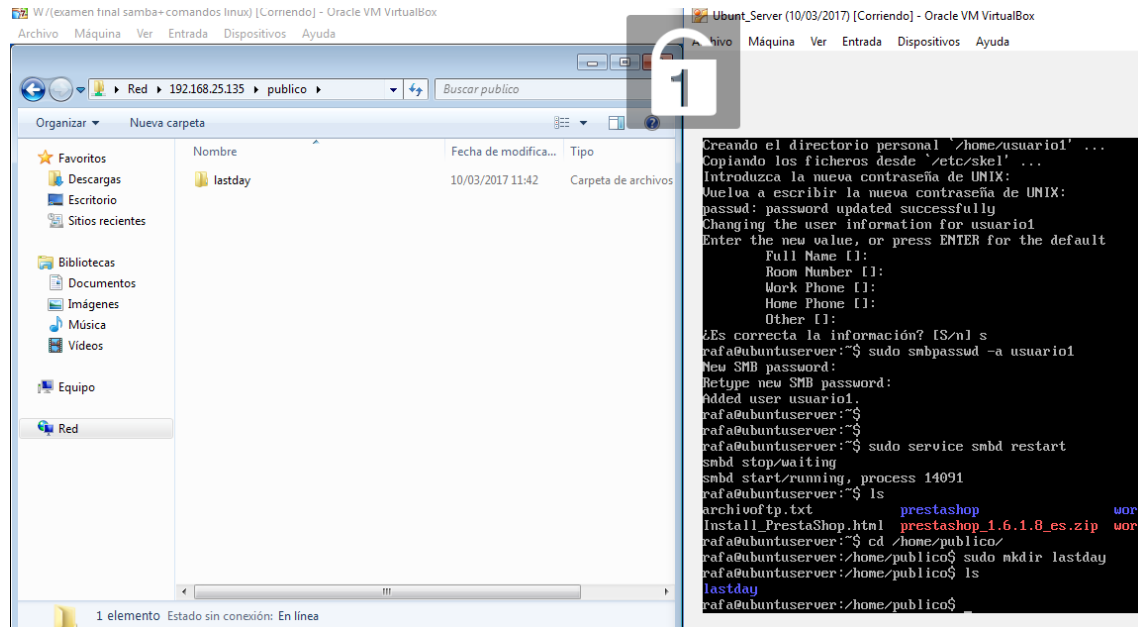 W7(examen final samba+comandos linux) [Corriendo] - Oracle VM VirtualBox
Archivo Máquina Ver Entrada Dispositivos Ayuda
Red 192.168.25.135 publico
Buscar publico
Organizar Nueva carpeta
Favoritos
Descargas
Escritorio
Sitios recientes
Bibliotecas
Documentos
Imágenes
Música
Vídeos
Equipo
Red
Nombre Fecha de modifica... Tipo
lastday 10/03/2017 11:42 Carpeta de archivos
1 elemento Estado sin conexión: En línea
1
Ubunt_Server (10/03/2017) [Corriendo] - Oracle VM VirtualBox
Máquina Ver Entrada Dispositivos Ayuda
Creando el directorio personal `/home/usuario1' ...
Copiando los ficheros desde `/etc/skel' ...
Introduzca la nueva contraseña de UNIX:
Vuelva a escribir la nueva contraseña de UNIX:
passwd: password updated successfully
Changing the user information for usuario1
Enter the new value, or press ENTER for the default
Full Name []:
Room Number []:
Work Phone []:
Home Phone []:
Other []:
¿Es correcta la información? [S/n] s
rafa@ubuntuserver:~$ sudo smbpasswd -a usuario1
New SMB password:
Retype new SMB password:
Added user usuario1.
rafa@ubuntuserver:~$
rafa@ubuntuserver:~$
rafa@ubuntuserver:~$ sudo service smbd restart
smbd stop/waiting
smbd start/running, process 14091
rafa@ubuntuserver:~$ ls
archivoftp.txt prestashop wor
Install_PrestaShop.html prestashop_1.6.1.8_es.zip wor
rafa@ubuntuserver:~$ cd /home/publico/
rafa@ubuntuserver:/home/publico$ sudo mkdir lastday
rafa@ubuntuserver:/home/publico$ ls
lastday
rafa@ubuntuserver:/home/publico$ _